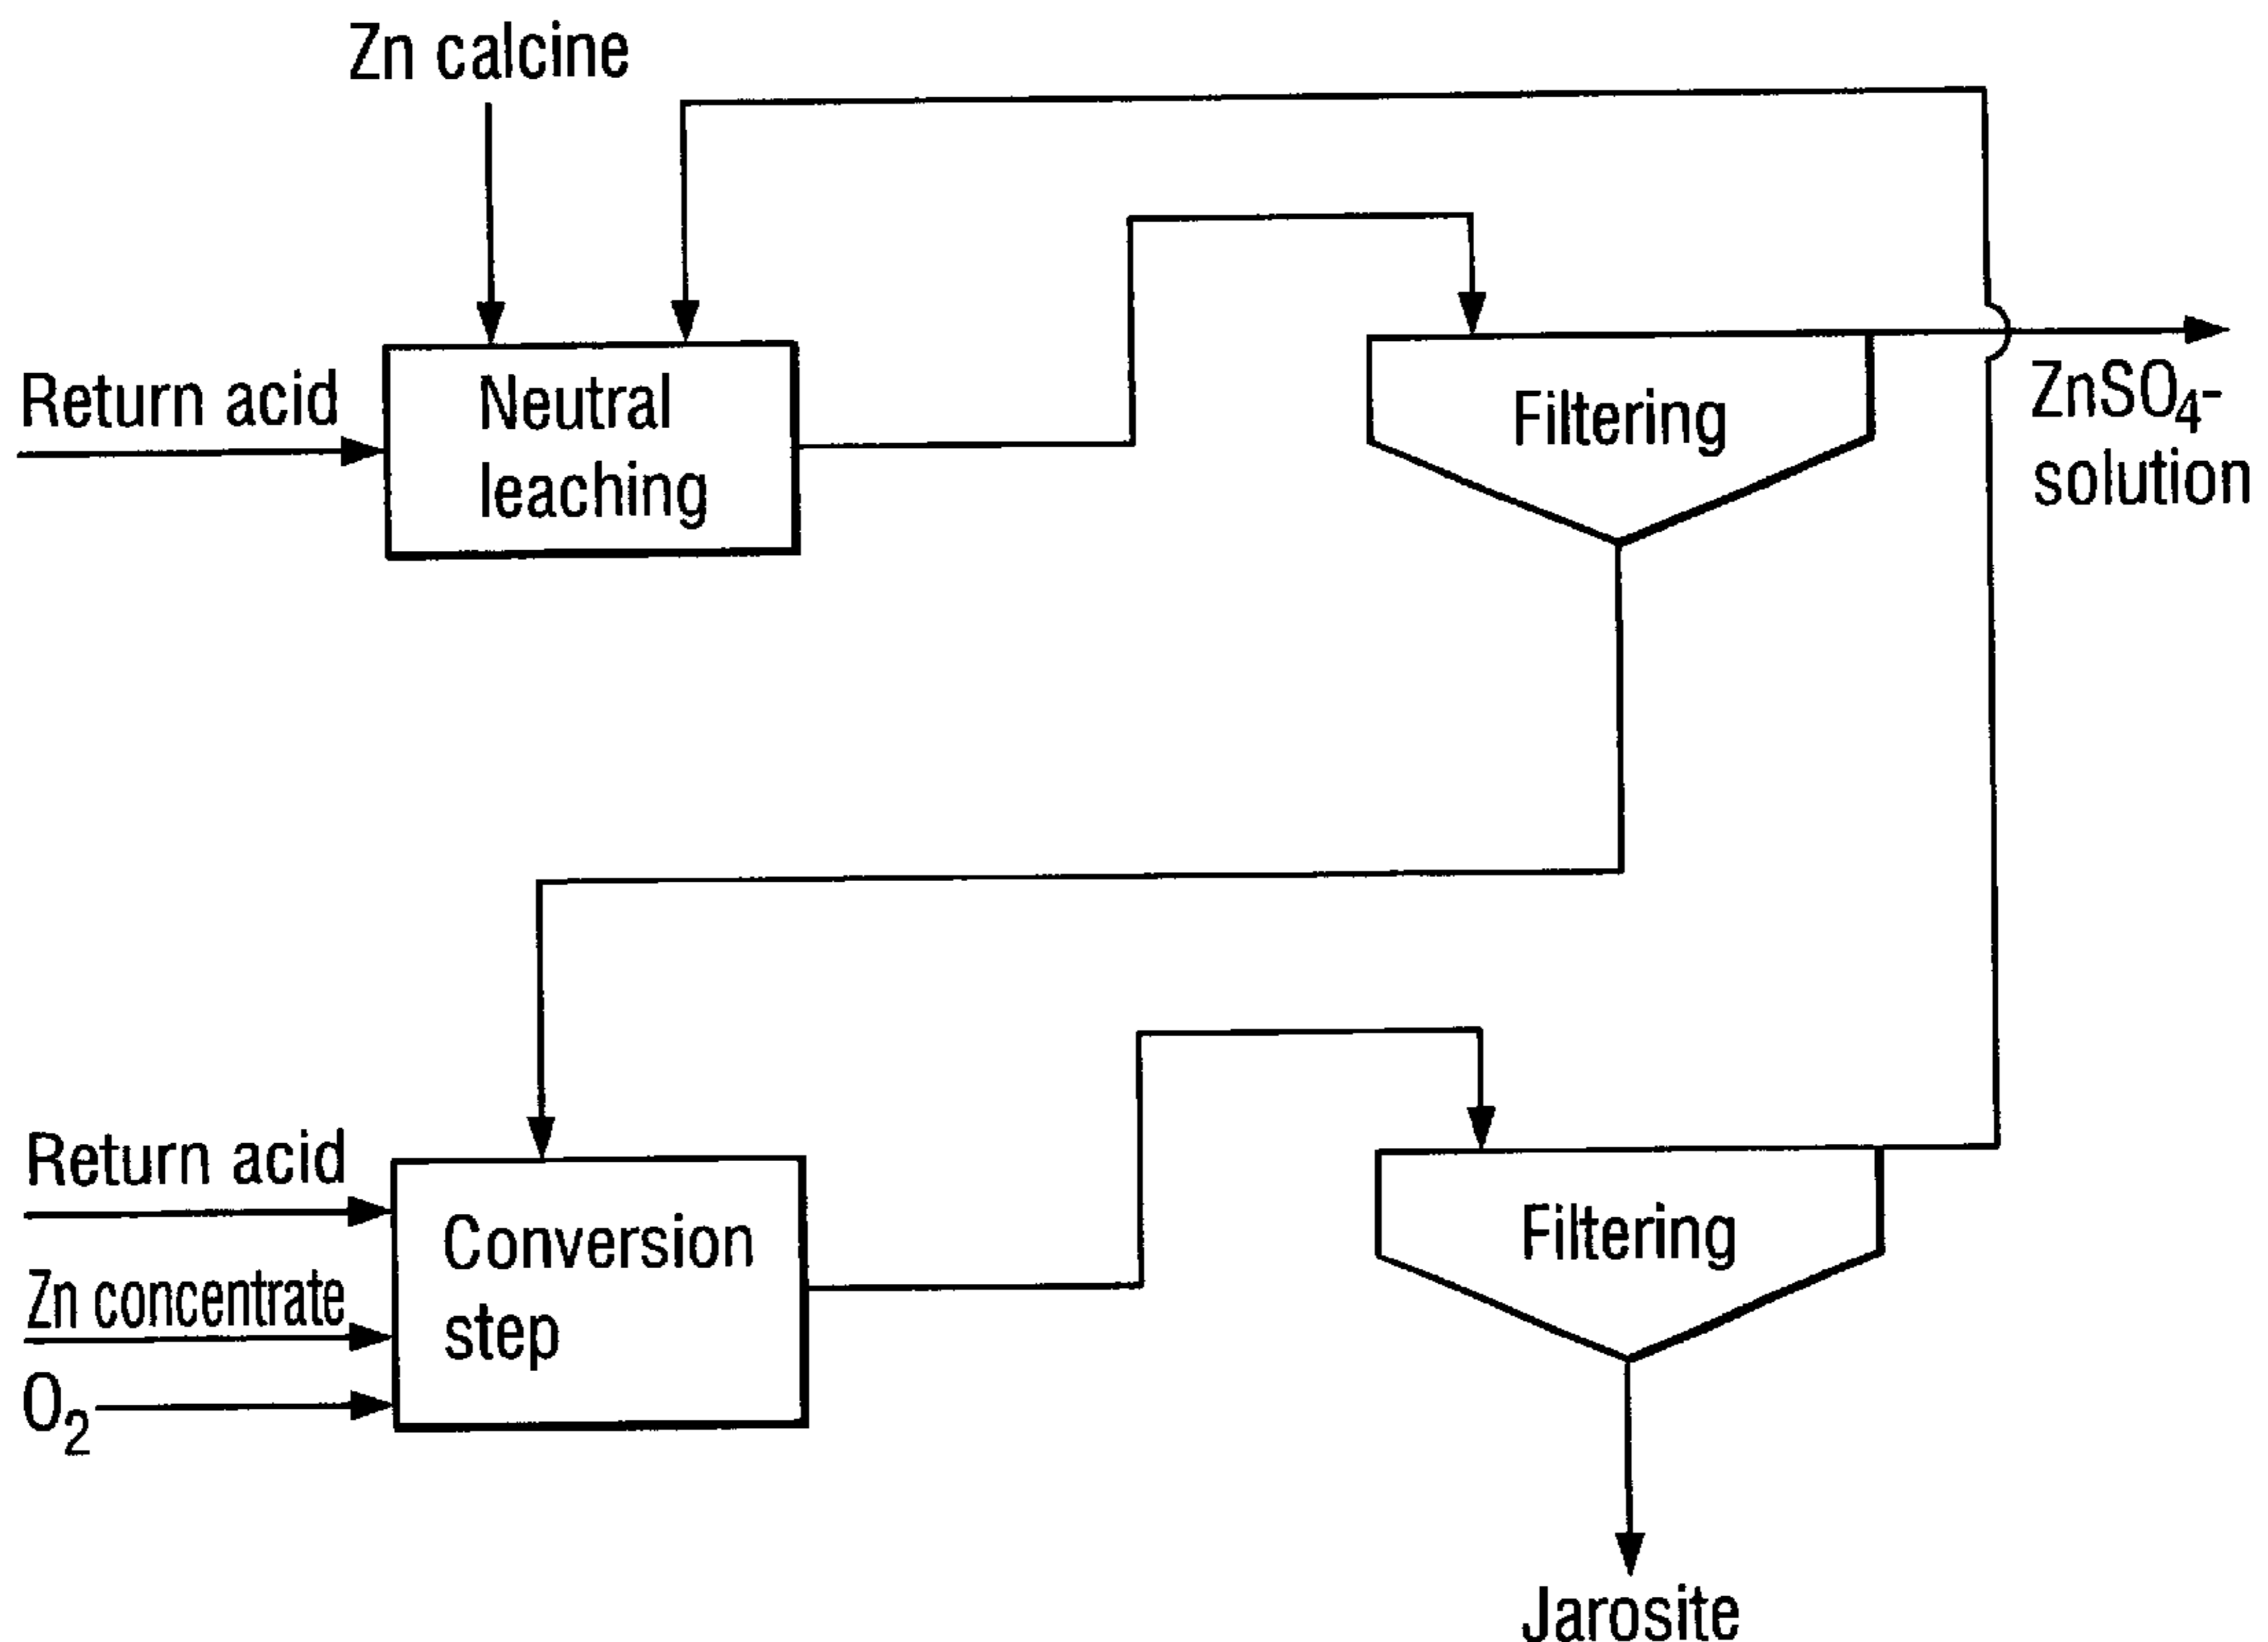 Zn calcine
Return acid
Neutral
leaching
Filtering
ZnSO₄-
solution
Return acid
Zn concentrate
O₂
Conversion
step
Filtering
Jarosite